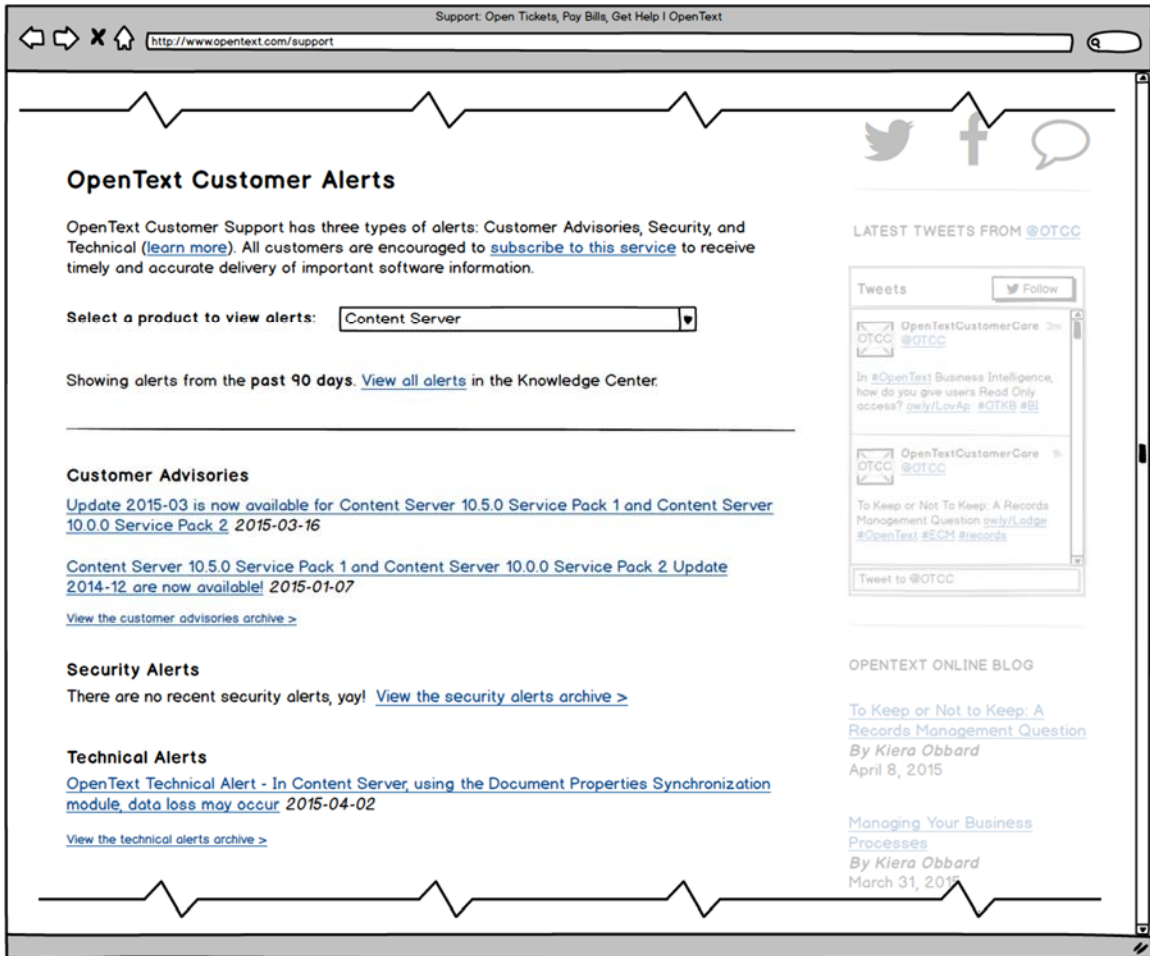 Support: Open Tickets, Pay Bills, Get Help | OpenText
http://www.opentext.com/support
OpenText Customer Alerts
OpenText Customer Support has three types of alerts: Customer Advisories, Security, and
Technical (learn more). All customers are encouraged to subscribe to this service to receive
timely and accurate delivery of important software information.
Select a product to view alerts:
Content Server
Showing alerts from the past 90 days. View all alerts in the Knowledge Center.
Customer Advisories
Update 2015-03 is now available for Content Server 10.5.0 Service Pack 1 and Content Server
10.0.0 Service Pack 2 2015-03-16
Content Server 10.5.0 Service Pack 1 and Content Server 10.0.0 Service Pack 2 Update
2014-12 are now available! 2015-01-07
View the customer advisories archive >
Security Alerts
There are no recent security alerts, yay! View the security alerts archive >
Technical Alerts
OpenText Technical Alert - In Content Server, using the Document Properties Synchronization
module, data loss may occur 2015-04-02
View the technical alerts archive >
LATEST TWEETS FROM @OTCC
Tweets
Follow
OTCC
OpenTextCustomerCare 2m
@OTCC
In #OpenText Business Intelligence,
how do you give users Read Only
access? ow.ly/LovAp #OTKB #BI
OTCC
OpenTextCustomerCare 1h
@OTCC
To Keep or Not To Keep: A Records
Management Question ow.ly/Lodge
#OpenText #ECM #records
Tweet to @OTCC
OPENTEXT ONLINE BLOG
To Keep or Not to Keep: A
Records Management Question
By Kiera Obbard
April 8, 2015
Managing Your Business
Processes
By Kiera Obbard
March 31, 2015